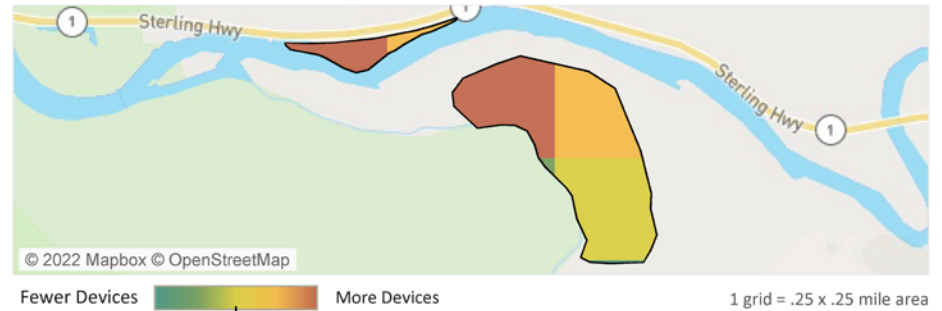 1
Sterling Hwy
1
Sterling Hwy
1
© 2022 Mapbox © OpenStreetMap
Fewer Devices
More Devices
1 grid = .25 x .25 mile area